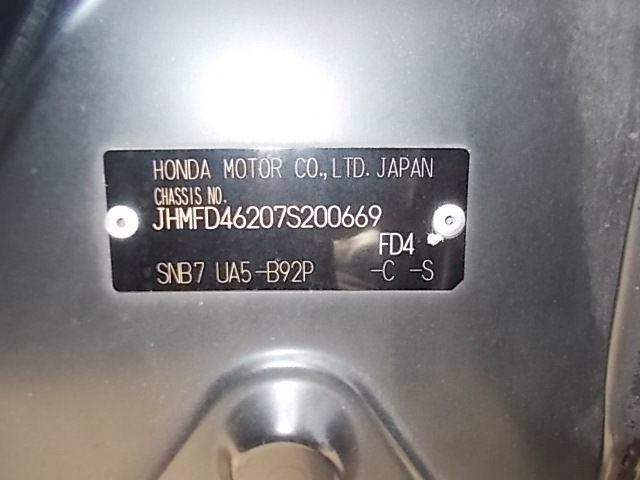 HONDA MOTOR CO.,LTD. JAPAN
CHASSIS NO.
JHMFD46207S200669
FD4
SNB7 UA5-B92P -C -S